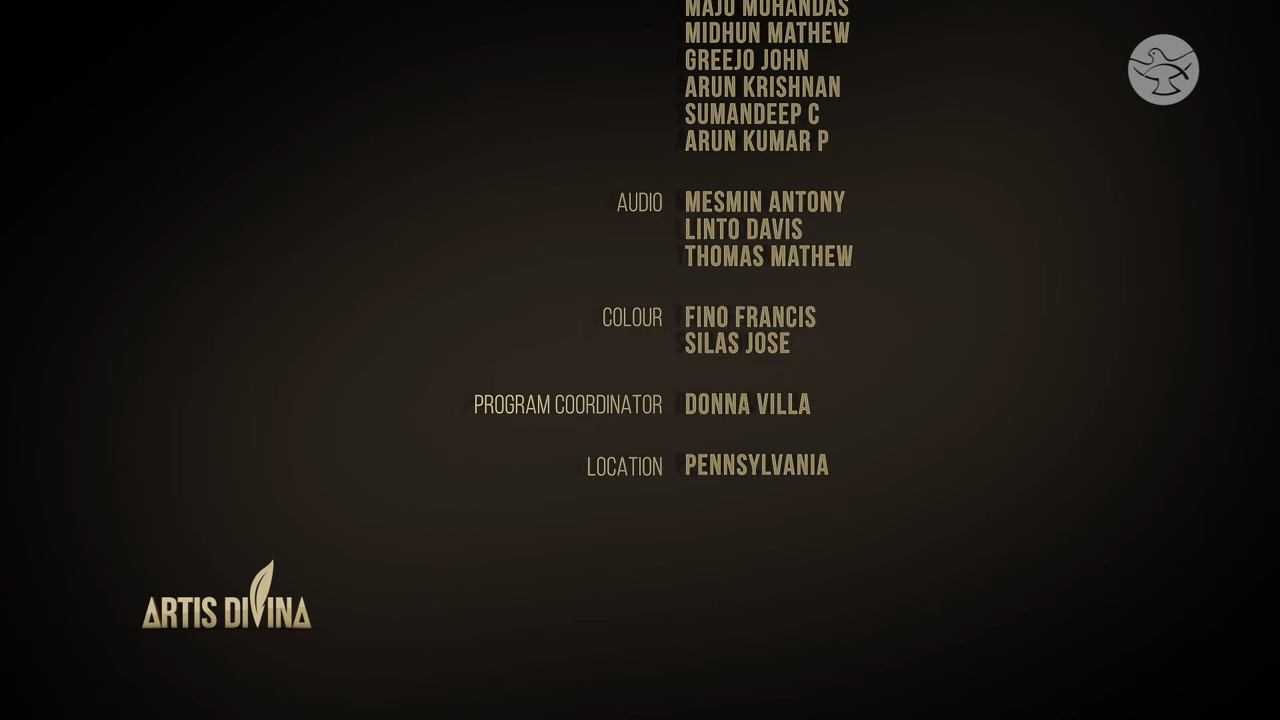 MAJO MOHANDAS
MIDHUN MATHEW
GREEJO JOHN
ARUN KRISHNAN
SUMANDEEP C
ARUN KUMAR P
AUDIO MESMIN ANTONY
LINTO DAVIS
THOMAS MATHEW
COLOUR FINO FRANCIS
SILAS JOSE
PROGRAM COORDINATOR DONNA VILLA
LOCATION PENNSYLVANIA
ARTIS DIVINA